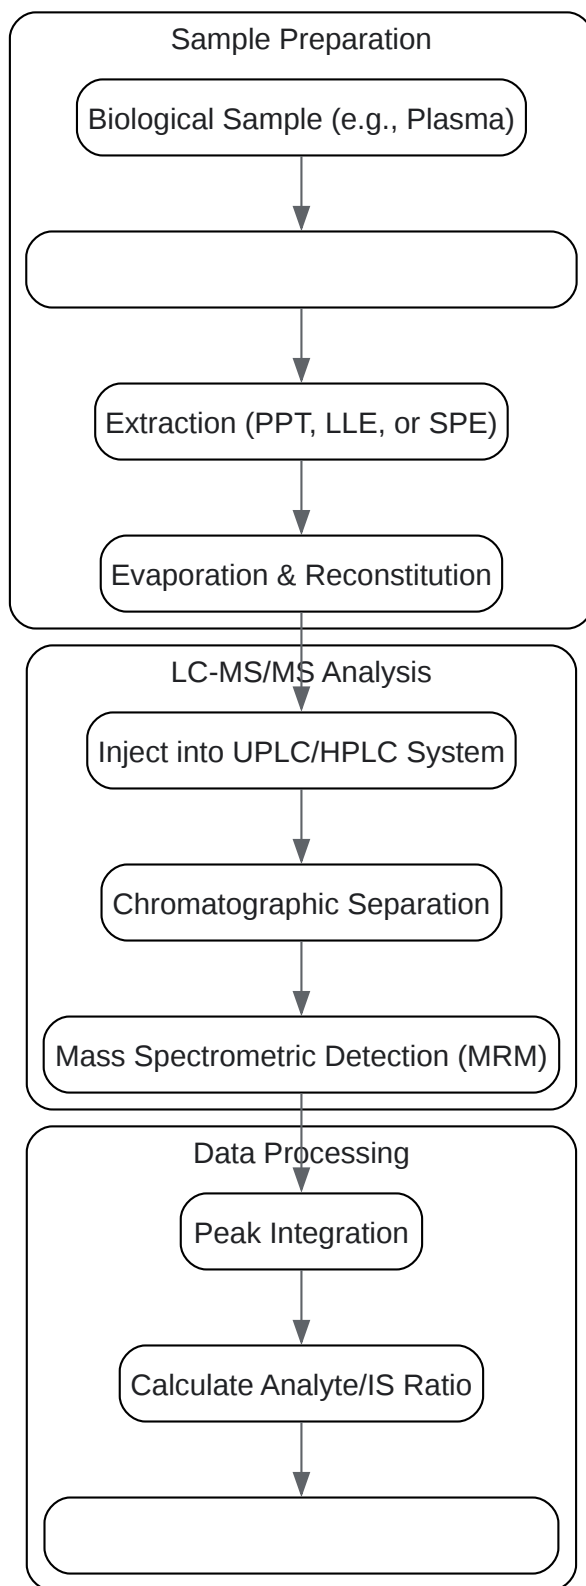 Sample Preparation
Biological Sample (e.g., Plasma)
Extraction (PPT, LLE, or SPE)
Evaporation & Reconstitution
LC-MS/MS Analysis
Inject into UPLC/HPLC System
Chromatographic Separation
Mass Spectrometric Detection (MRM)
Data Processing
Peak Integration
Calculate Analyte/IS Ratio